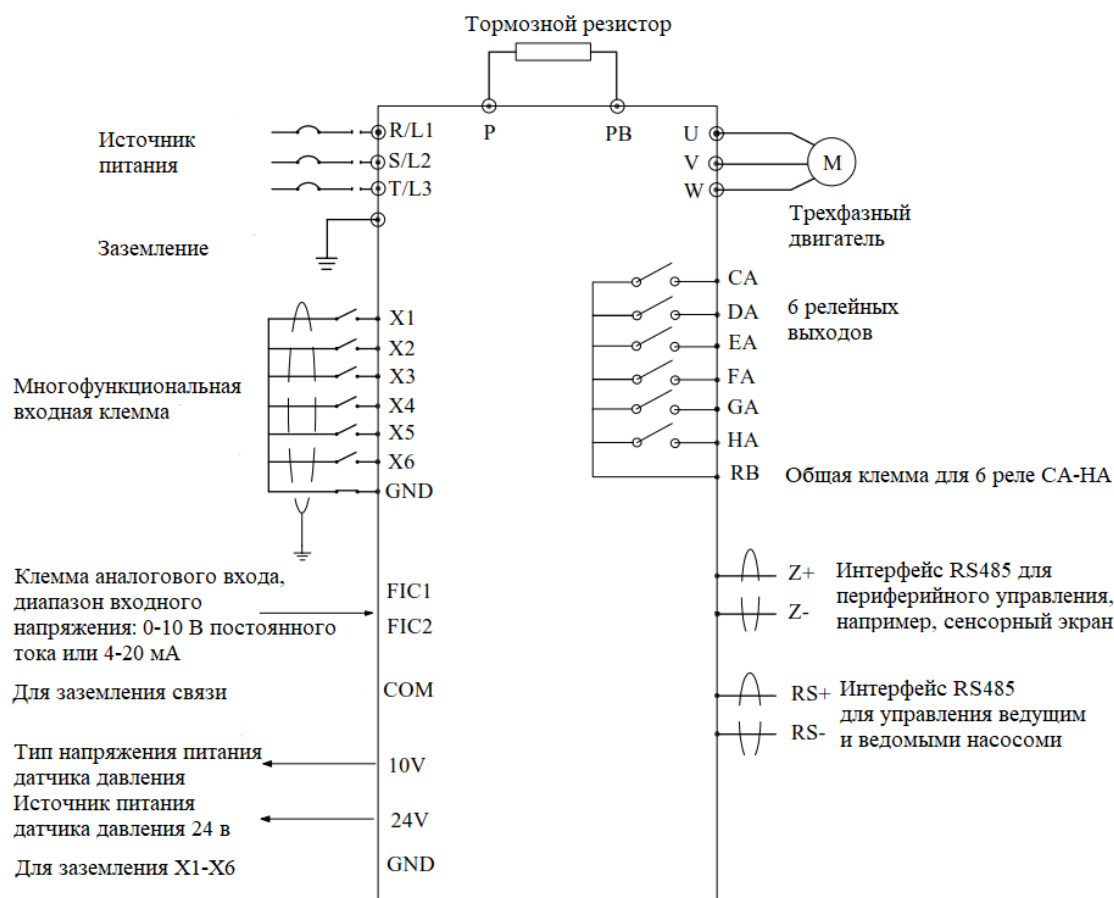 Тормозной резистор
P
PB
Источник
питания
R/L1
S/L2
T/L3
Заземление
U
V
W
M
Трехфазный
двигатель
Многофункциональная
входная клемма
X1
X2
X3
X4
X5
X6
GND
CA
DA
EA
FA
GA
HA
RB
6 релейных
выходов
Общая клемма для 6 реле CA-HA
Клемма аналогового входа,
диапазон входного
напряжения: 0-10 В постоянного
тока или 4-20 мА
FIC1
FIC2
Для заземления связи
COM
Z+
Z-
Интерфейс RS485 для
периферийного управления,
например, сенсорный экран
RS+
RS-
Интерфейс RS485
для управления ведущим
и ведомыми насосоми
Тип напряжения питания
датчика давления
10V
Источник питания
датчика давления 24 в
24V
Для заземления X1-X6
GND